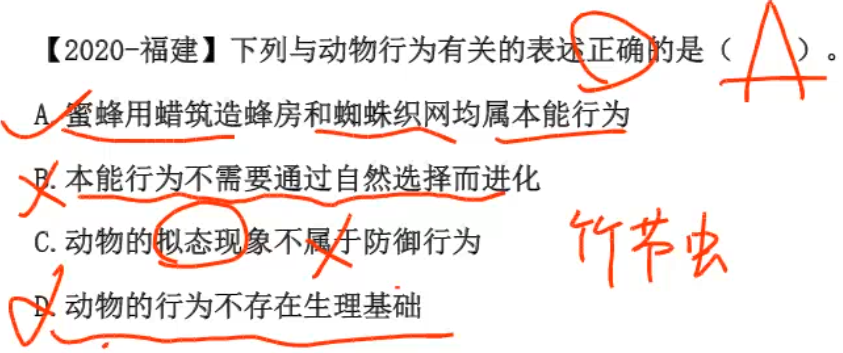 【2020-福建】下列与动物行为有关的表述正确的是（ A ）。
A.蜜蜂用蜡筑造蜂房和蜘蛛织网均属本能行为
B.本能行为不需要通过自然选择而进化
C.动物的拟态现象不属于防御行为
竹节虫
D.动物的行为不存在生理基础